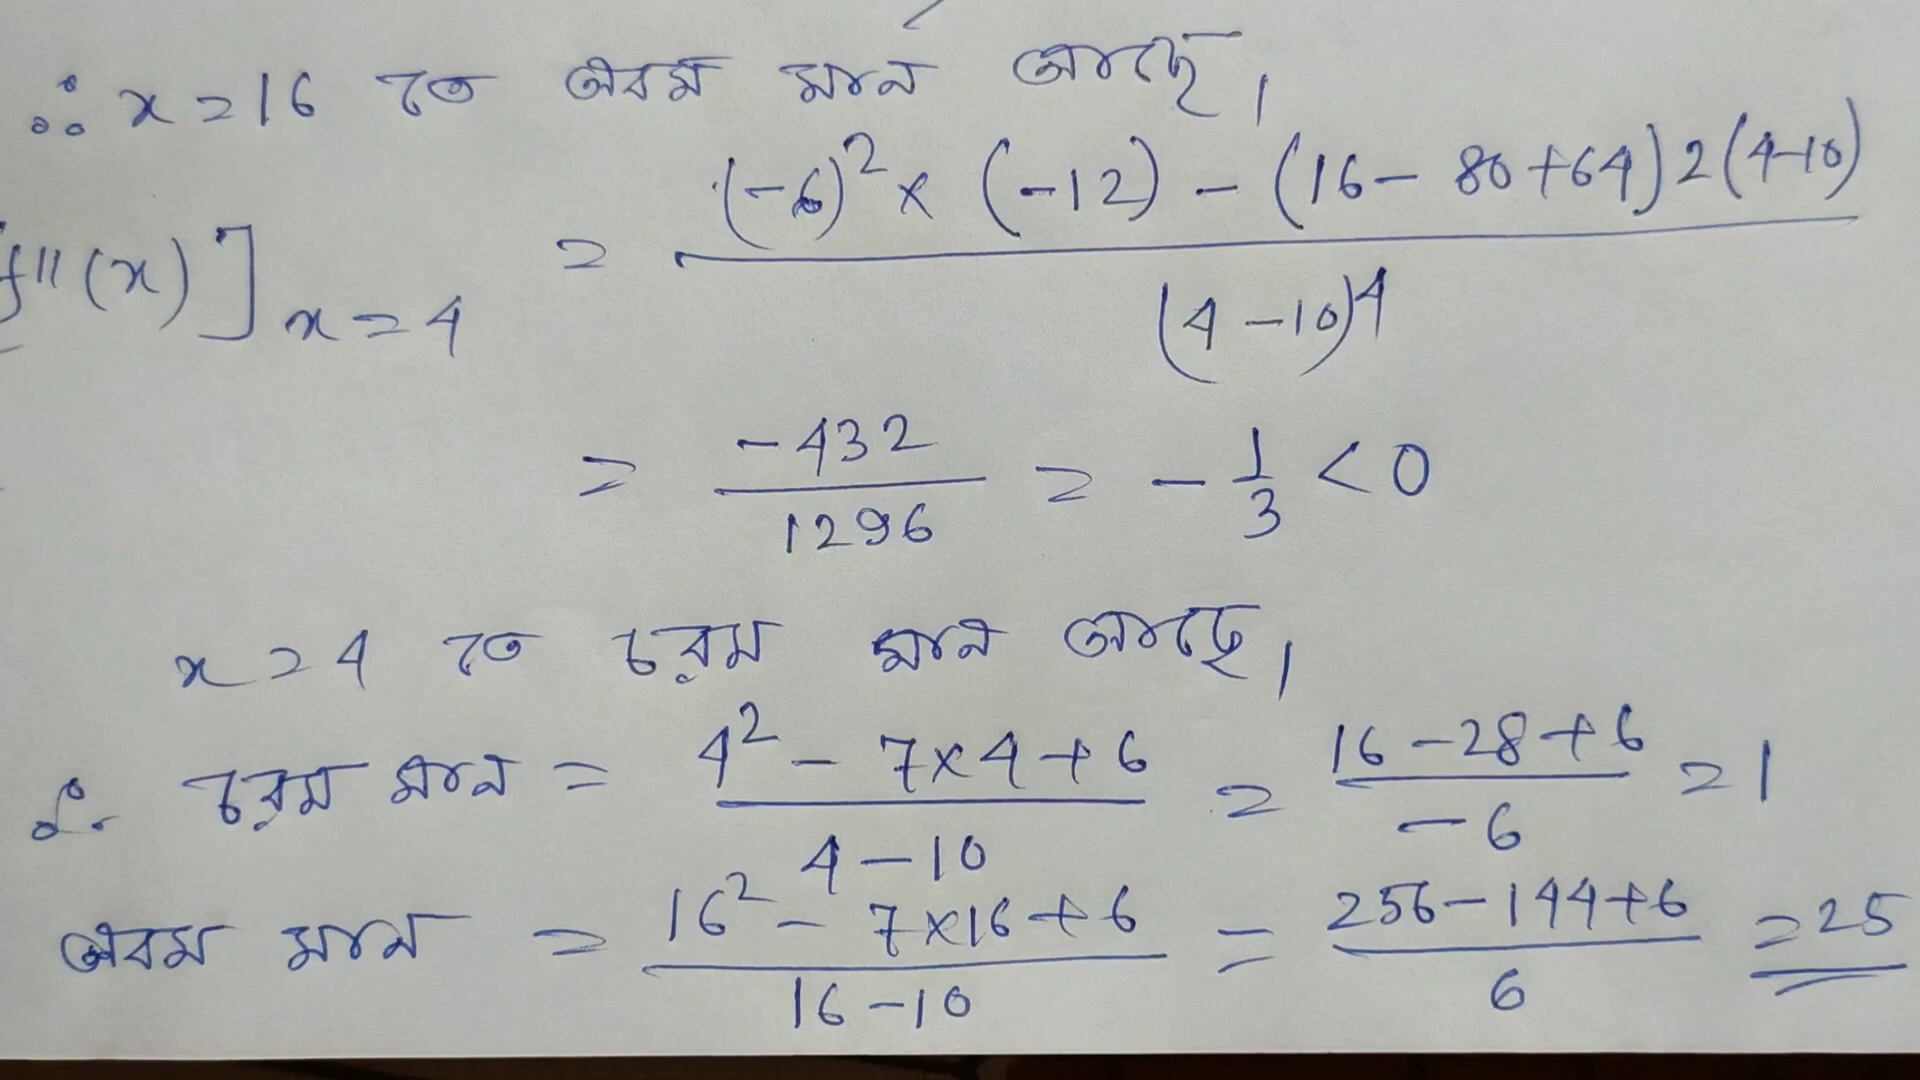 ∴ x = 16 তে অবম মান আছে।
f''(x)]x=4 = (-6)² × (-12) - (16 - 80 + 64) 2 (4-10) / (4-10)⁴
= -432 / 1296 = - 1/3 < 0
x = 4 তে চরম মান আছে।
∴ চরম মান = 4² - 7×4 + 6 / 4 - 10 = 16 - 28 + 6 / - 6 = 1
অবম মান = 16² - 7×16 + 6 / 16 - 10 = 256 - 144 + 6 / 6 = 25